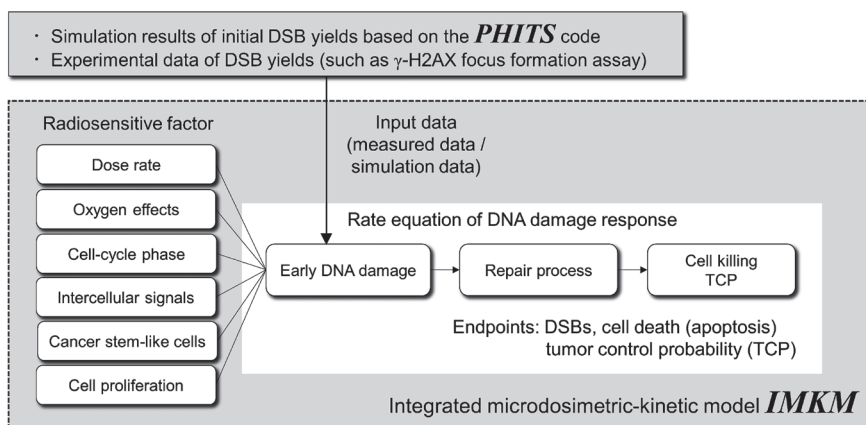 · Simulation results of initial DSB yields based on the PHITS code
· Experimental data of DSB yields (such as γ-H2AX focus formation assay)
Radiosensitive factor
Dose rate
Oxygen effects
Cell-cycle phase
Intercellular signals
Cancer stem-like cells
Cell proliferation
Input data
(measured data /
simulation data)
Rate equation of DNA damage response
Early DNA damage
Repair process
Cell killing
TCP
Endpoints: DSBs, cell death (apoptosis)
tumor control probability (TCP)
Integrated microdosimetric-kinetic model IMKM